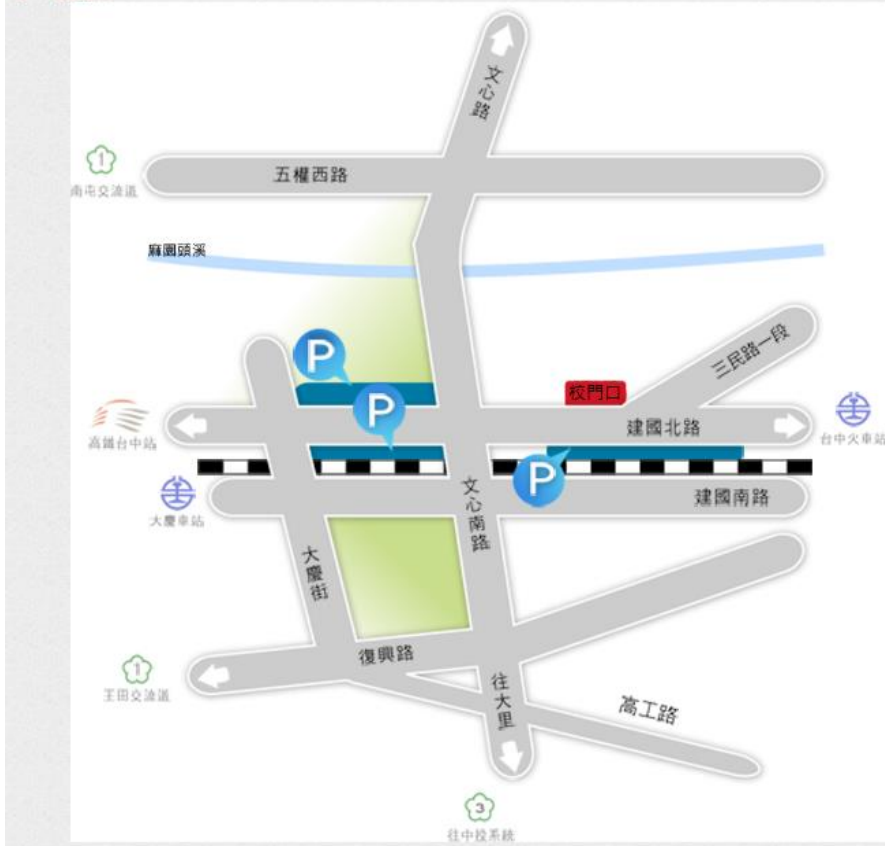 文心路
1
五權西路
南屯交流道
麻園頭溪
三民路一段
P
校門口
P
高鐵台中站
建國北路
台中火車站
P
大慶車站
文心南路
建國南路
大慶街
復興路
1
王田交流道
往大里
高工路
3
往中投系統